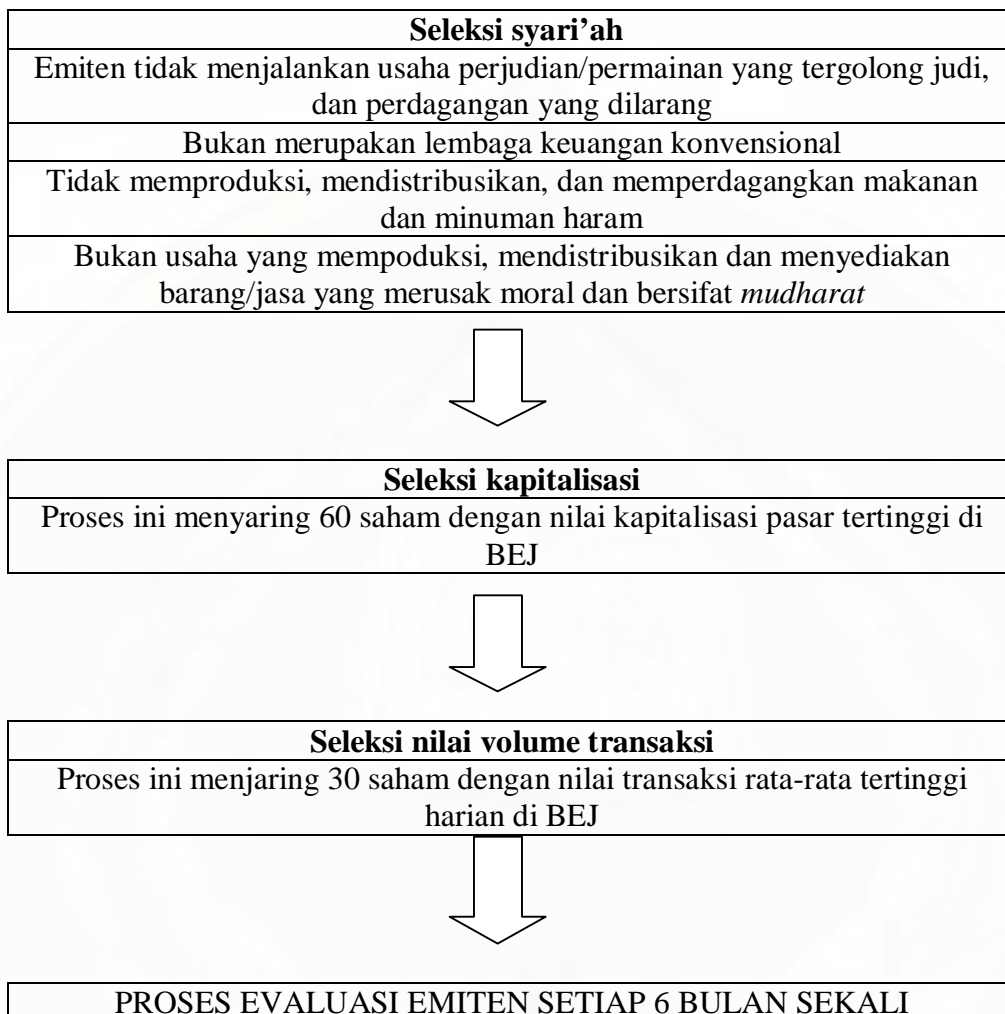 Seleksi syari’ah
Emiten tidak menjalankan usaha perjudian/permainan yang tergolong judi,
dan perdagangan yang dilarang
Bukan merupakan lembaga keuangan konvensional
Tidak memproduksi, mendistribusikan, dan memperdagangkan makanan
dan minuman haram
Bukan usaha yang mempoduksi, mendistribusikan dan menyediakan
barang/jasa yang merusak moral dan bersifat mudharat
Seleksi kapitalisasi
Proses ini menyaring 60 saham dengan nilai kapitalisasi pasar tertinggi di
BEJ
Seleksi nilai volume transaksi
Proses ini menjaring 30 saham dengan nilai transaksi rata-rata tertinggi
harian di BEJ
PROSES EVALUASI EMITEN SETIAP 6 BULAN SEKALI